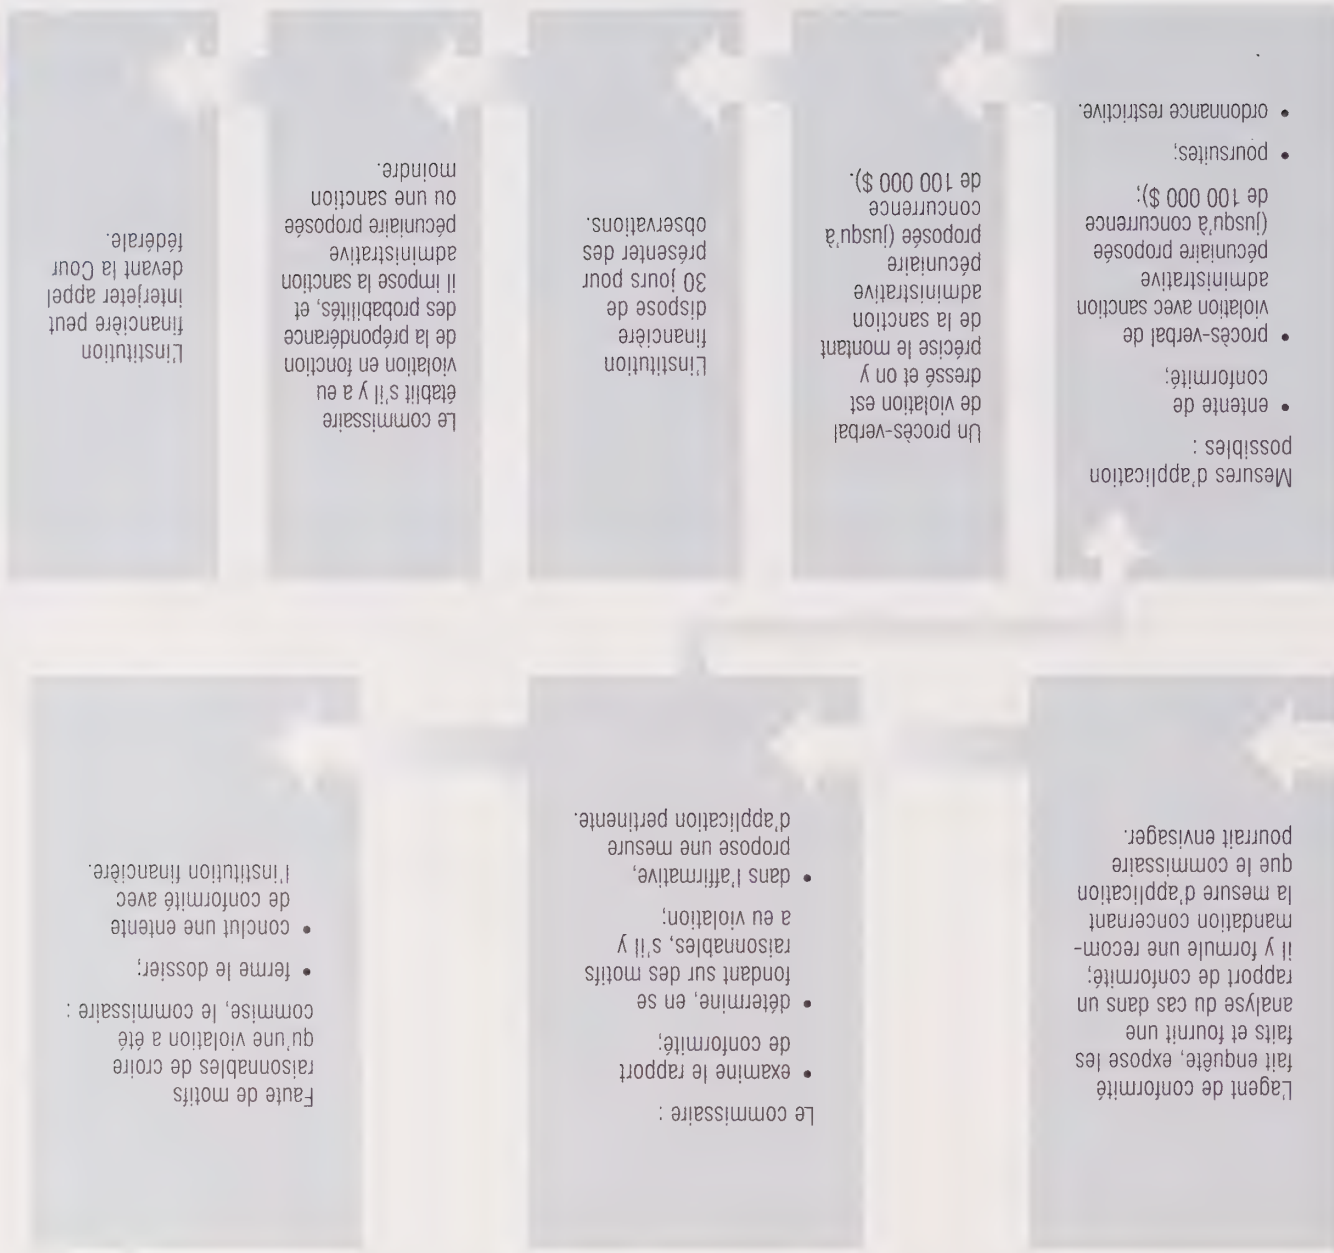 L'agent de conformité
fait enquête, expose les
faits et fournit une
analyse du cas dans un
rapport de conformité;
il y formule une recom-
mandation concernant
la mesure d'application
que le commissaire
pourrait envisager.
Le commissaire :
• examine le rapport
de conformité;
• détermine, en se
fondant sur des motifs
raisonnables, s'il y
a eu violation;
• dans l'affirmative,
propose une mesure
d'application pertinente.
Faute de motifs
raisonnables de croire
qu'une violation a été
commise, le commissaire :
• ferme le dossier;
• conclut une entente
de conformité avec
l'institution financière.
Mesures d'application
possibles :
• entente de
conformité;
• procès-verbal de
violation avec sanction
administrative
pécuniaire proposée
(jusqu'à concurrence
de 100 000 $);
• poursuites;
• ordonnance restrictive.
Un procès-verbal
de violation est
dressé et on y
précise le montant
de la sanction
administrative
pécuniaire
proposée (jusqu'à
concurrence
de 100 000 $).
L'institution
financière
dispose de
30 jours pour
présenter des
observations.
Le commissaire
établit s'il y a eu
violation en fonction
de la prépondérance
des probabilités, et
il impose la sanction
administrative
pécuniaire proposée
ou une sanction
moindre.
L'institution
financière peut
interjeter appel
devant la Cour
fédérale.